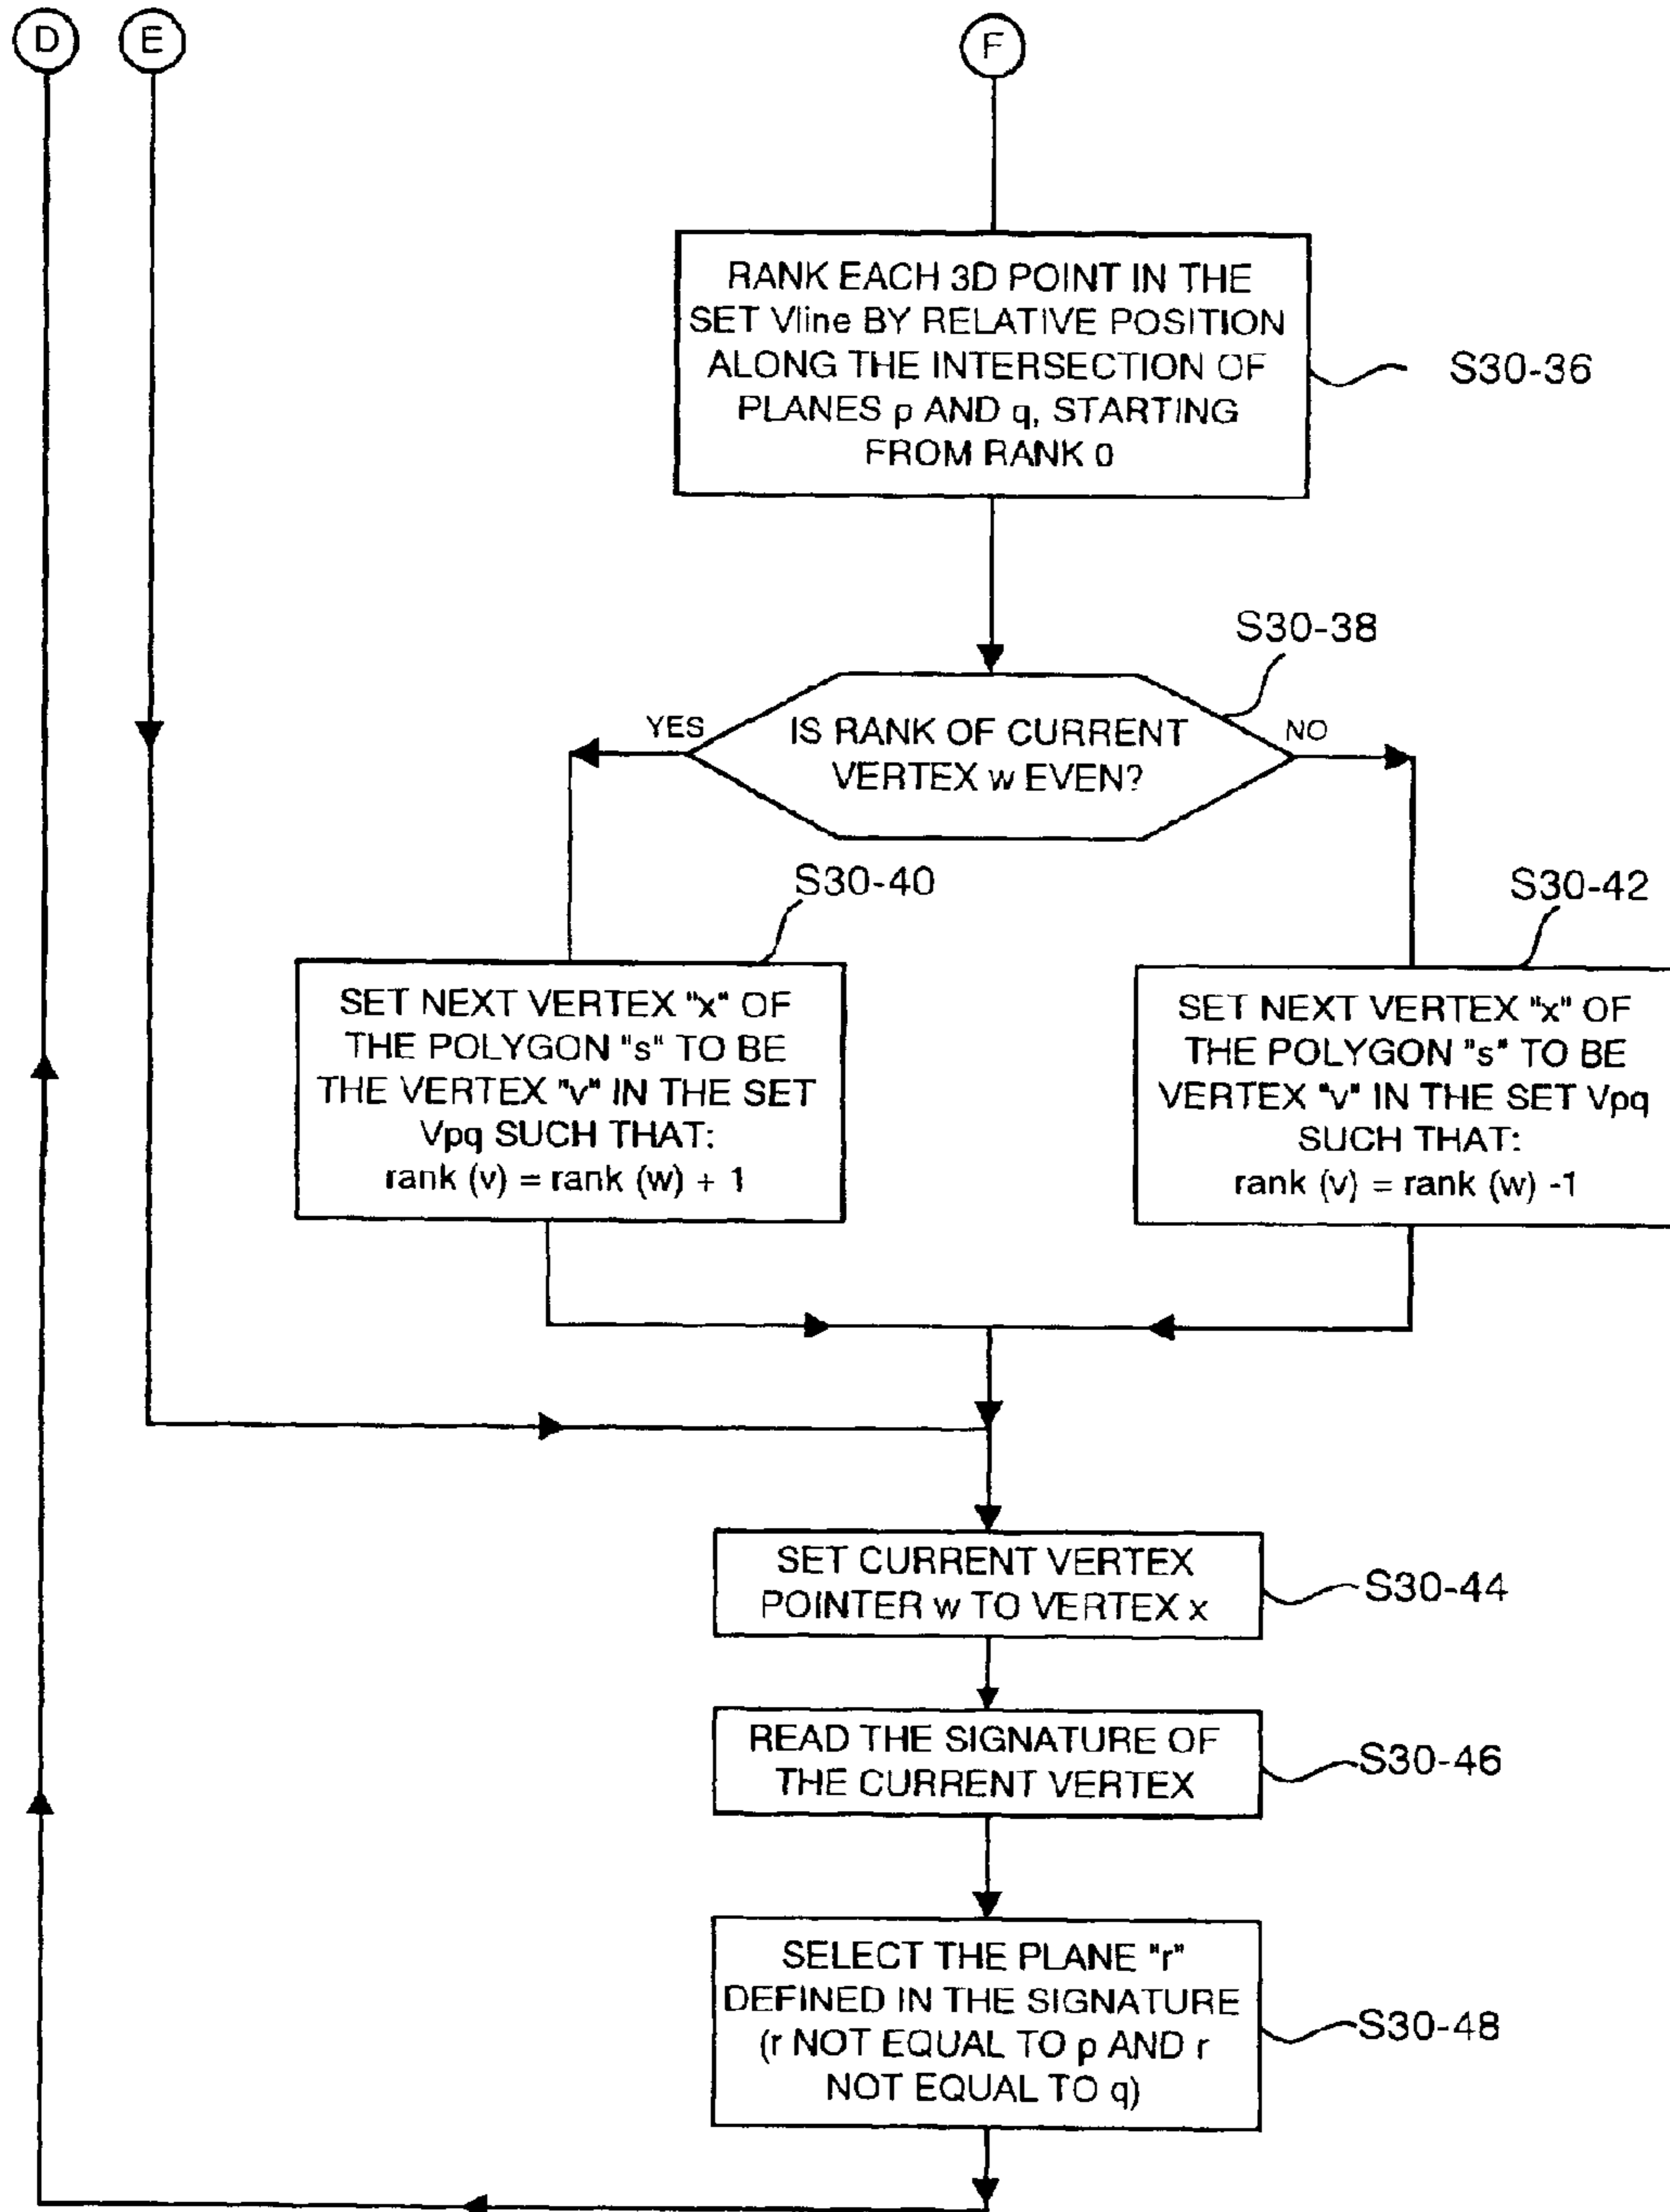 D
E
F
RANK EACH 3D POINT IN THE
SET Vline BY RELATIVE POSITION
ALONG THE INTERSECTION OF
PLANES p AND q, STARTING
FROM RANK 0
S30-36
S30-38
YES
IS RANK OF CURRENT
VERTEX w EVEN?
NO
S30-40
S30-42
SET NEXT VERTEX "x" OF
THE POLYGON "s" TO BE
THE VERTEX "v" IN THE SET
Vpq SUCH THAT:
rank (v) = rank (w) + 1
SET NEXT VERTEX "x" OF
THE POLYGON "s" TO BE
VERTEX "v" IN THE SET Vpq
SUCH THAT:
rank (v) = rank (w) -1
SET CURRENT VERTEX
POINTER w TO VERTEX x
S30-44
READ THE SIGNATURE OF
THE CURRENT VERTEX
S30-46
SELECT THE PLANE "r"
DEFINED IN THE SIGNATURE
(r NOT EQUAL TO p AND r
NOT EQUAL TO q)
S30-48